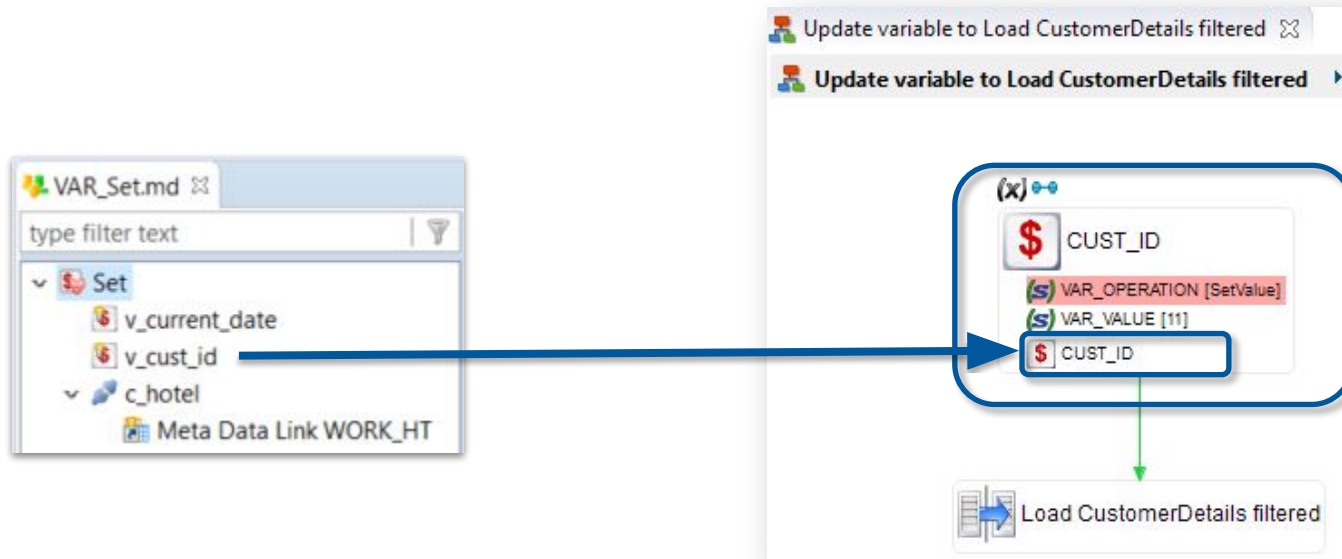 Update variable to Load CustomerDetails filtered
Update variable to Load CustomerDetails filtered
VAR_Set.md
type filter text
Set
v_current_date
v_cust_id
c_hotel
Meta Data Link WORK_HT
(x)
$ CUST_ID
(s) VAR_OPERATION [SetValue]
(s) VAR_VALUE [11]
$ CUST_ID
Load CustomerDetails filtered